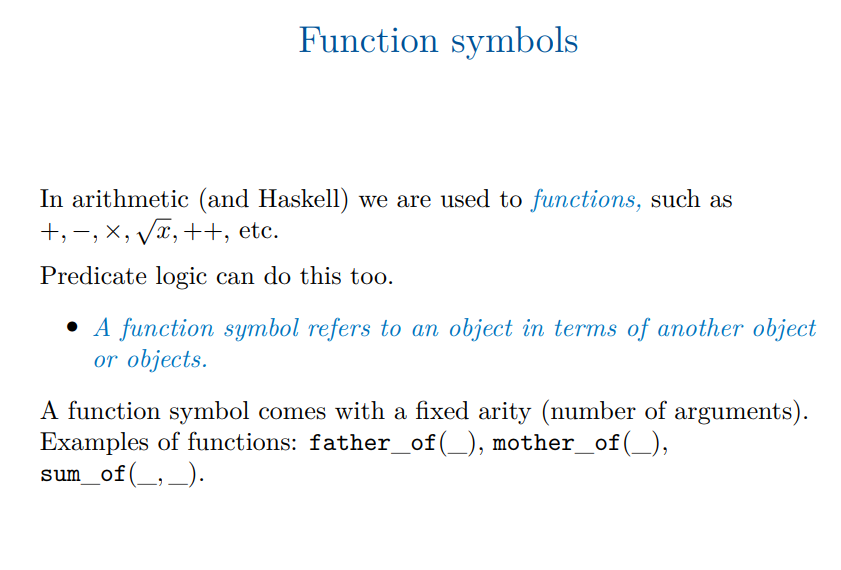 Function symbols
In arithmetic (and Haskell) we are used to functions, such as
+, −, ×, √x, ++, etc.
Predicate logic can do this too.
• A function symbol refers to an object in terms of another object
or objects.
A function symbol comes with a fixed arity (number of arguments).
Examples of functions: father_of(_), mother_of(_),
sum_of(_, _).